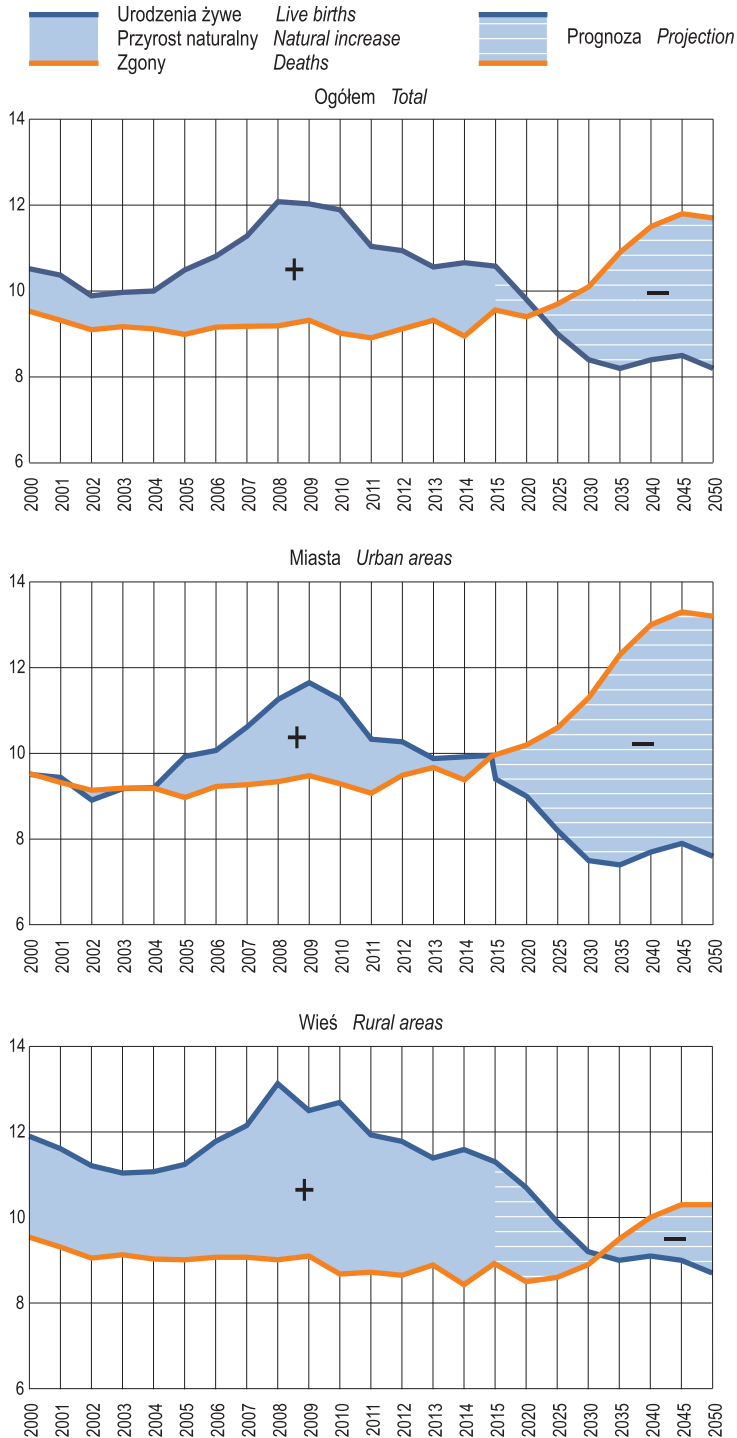 Urodzenia żywe Live births
Przyrost naturalny Natural increase
Zgony Deaths
Prognoza Projection
Ogółem Total
14
12
10
8
6
2000 2001 2002 2003 2004 2005 2006 2007 2008 2009 2010 2011 2012 2013 2014 2015 2020 2025 2030 2035 2040 2045 2050
+
−
Miasta Urban areas
14
12
10
8
6
2000 2001 2002 2003 2004 2005 2006 2007 2008 2009 2010 2011 2012 2013 2014 2015 2020 2025 2030 2035 2040 2045 2050
+
−
Wieś Rural areas
14
12
10
8
6
2000 2001 2002 2003 2004 2005 2006 2007 2008 2009 2010 2011 2012 2013 2014 2015 2020 2025 2030 2035 2040 2045 2050
+
−